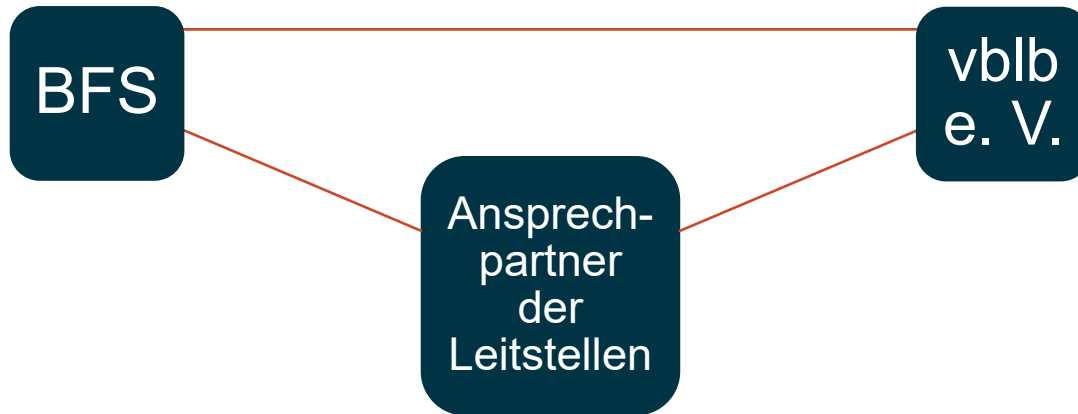 BFS
vblb
e. V.
Ansprech-
partner
der
Leitstellen